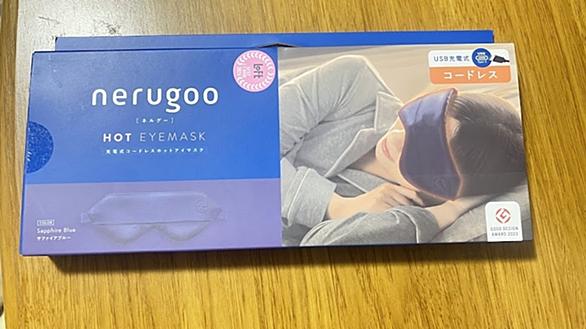 nerugoo
[ネルグー]
HOT EYEMASK
充電式コードレスホットアイマスク
Loft
COLOR
Sapphire Blue
サファイアブルー
USB充電式
コードレス
GOOD DESIGN
AWARD 2023